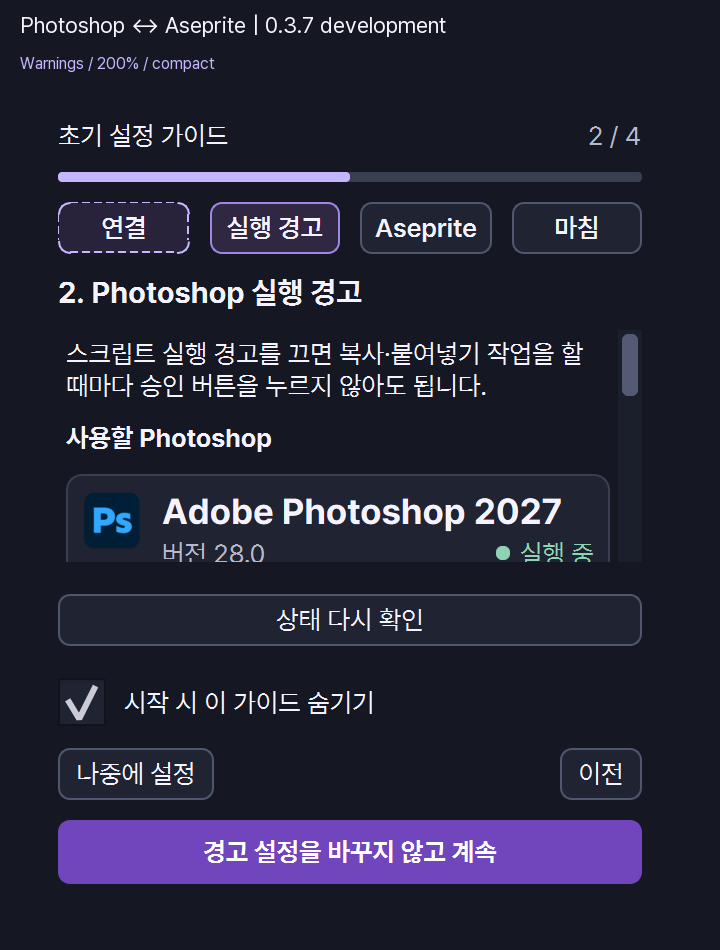 Photoshop ↔ Aseprite | 0.3.7 development
Warnings / 200% / compact
초기 설정 가이드
2 / 4
연결
실행 경고
Aseprite
마침
2. Photoshop 실행 경고
스크립트 실행 경고를 끄면 복사·붙여넣기 작업을 할
때마다 승인 버튼을 누르지 않아도 됩니다.
사용할 Photoshop
Ps
Adobe Photoshop 2027
버전 28.0
실행 중
상태 다시 확인
시작 시 이 가이드 숨기기
나중에 설정
이전
경고 설정을 바꾸지 않고 계속